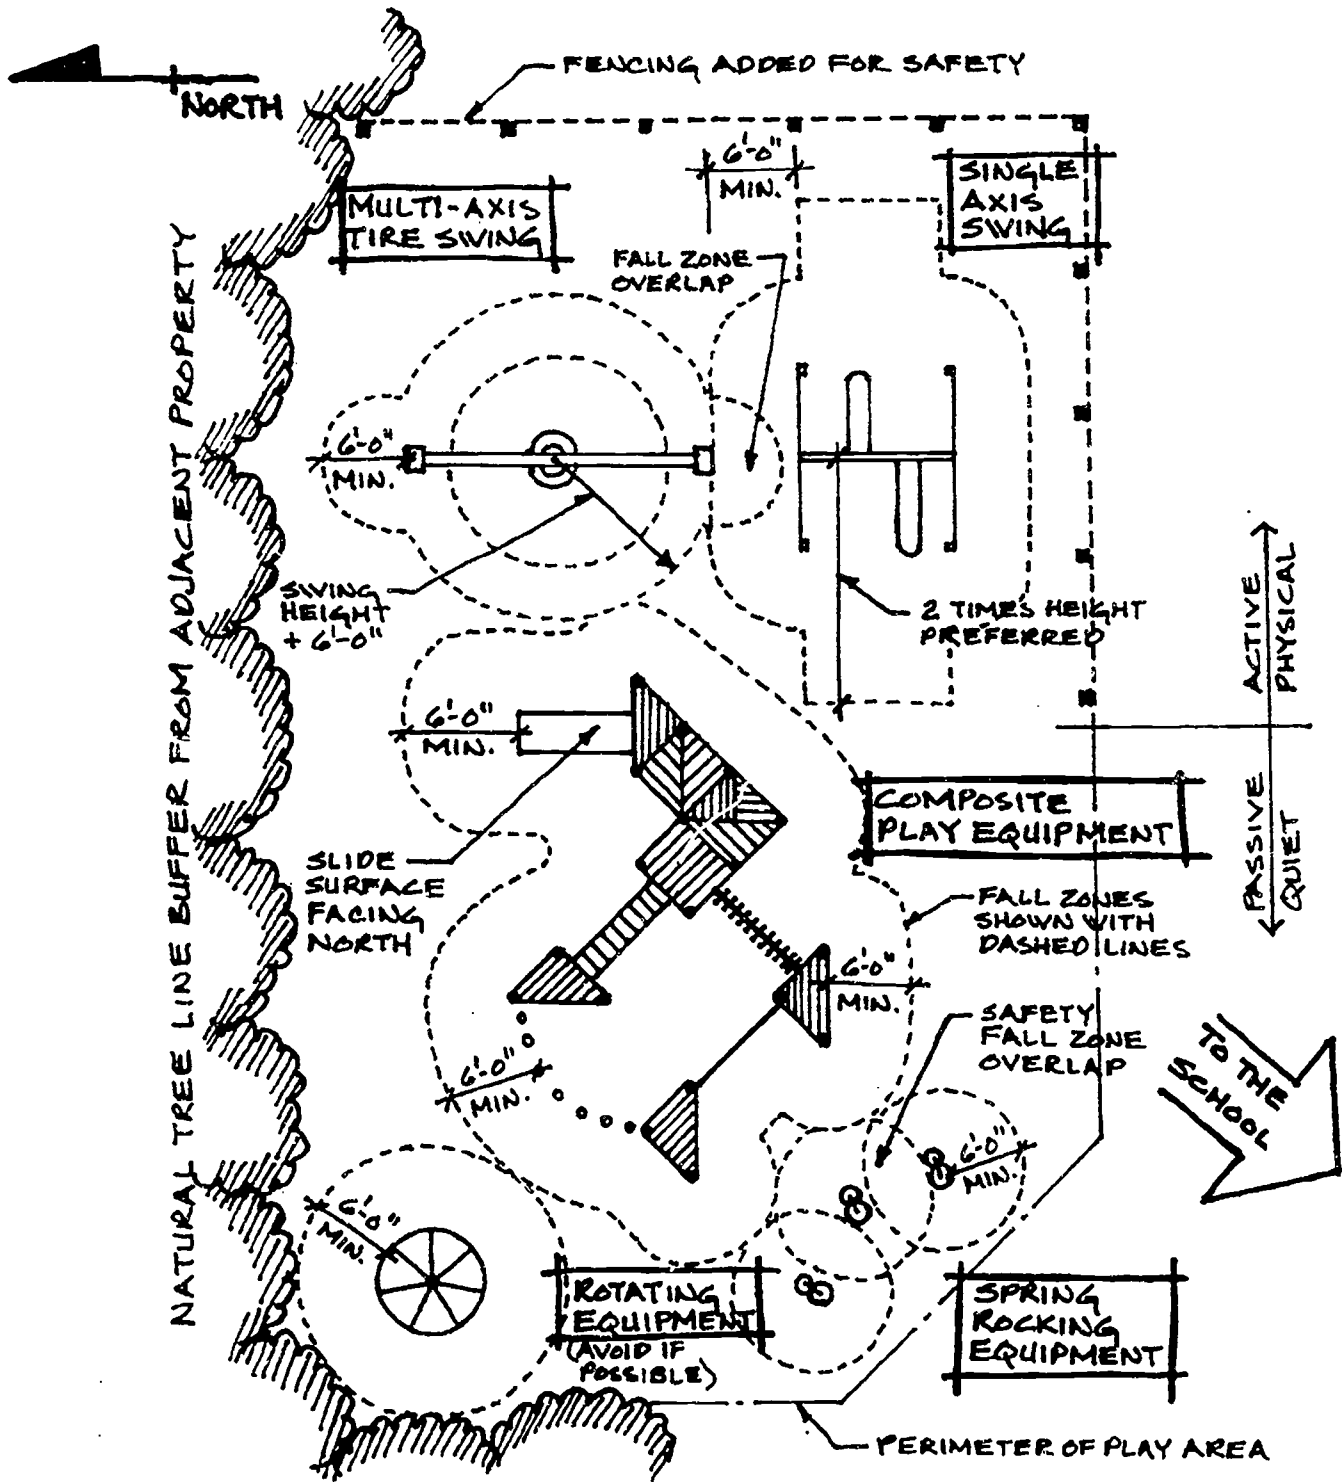 FENCING ADDED FOR SAFETY
NORTH
6'-0"
MIN.
SINGLE
AXIS
SWING
MULTI-AXIS
TIRE SWING
FALL ZONE
OVERLAP
NATURAL TREE LINE BUFFER FROM ADJACENT PROPERTY
6'-0"
MIN.
SWING
HEIGHT
+ 6'-0"
2 TIMES HEIGHT
PREFERRED
ACTIVE
PHYSICAL
6'-0"
MIN.
COMPOSITE
PLAY EQUIPMENT
PASSIVE
QUIET
SLIDE
SURFACE
FACING
NORTH
FALL ZONES
SHOWN WITH
DASHED LINES
6'-0"
MIN.
SAFETY
FALL ZONE
OVERLAP
TO THE
SCHOOL
6'-0"
MIN.
6'-0"
MIN.
6'-0"
MIN.
ROTATING
EQUIPMENT
(AVOID IF
POSSIBLE)
SPRING
ROCKING
EQUIPMENT
PERIMETER OF PLAY AREA